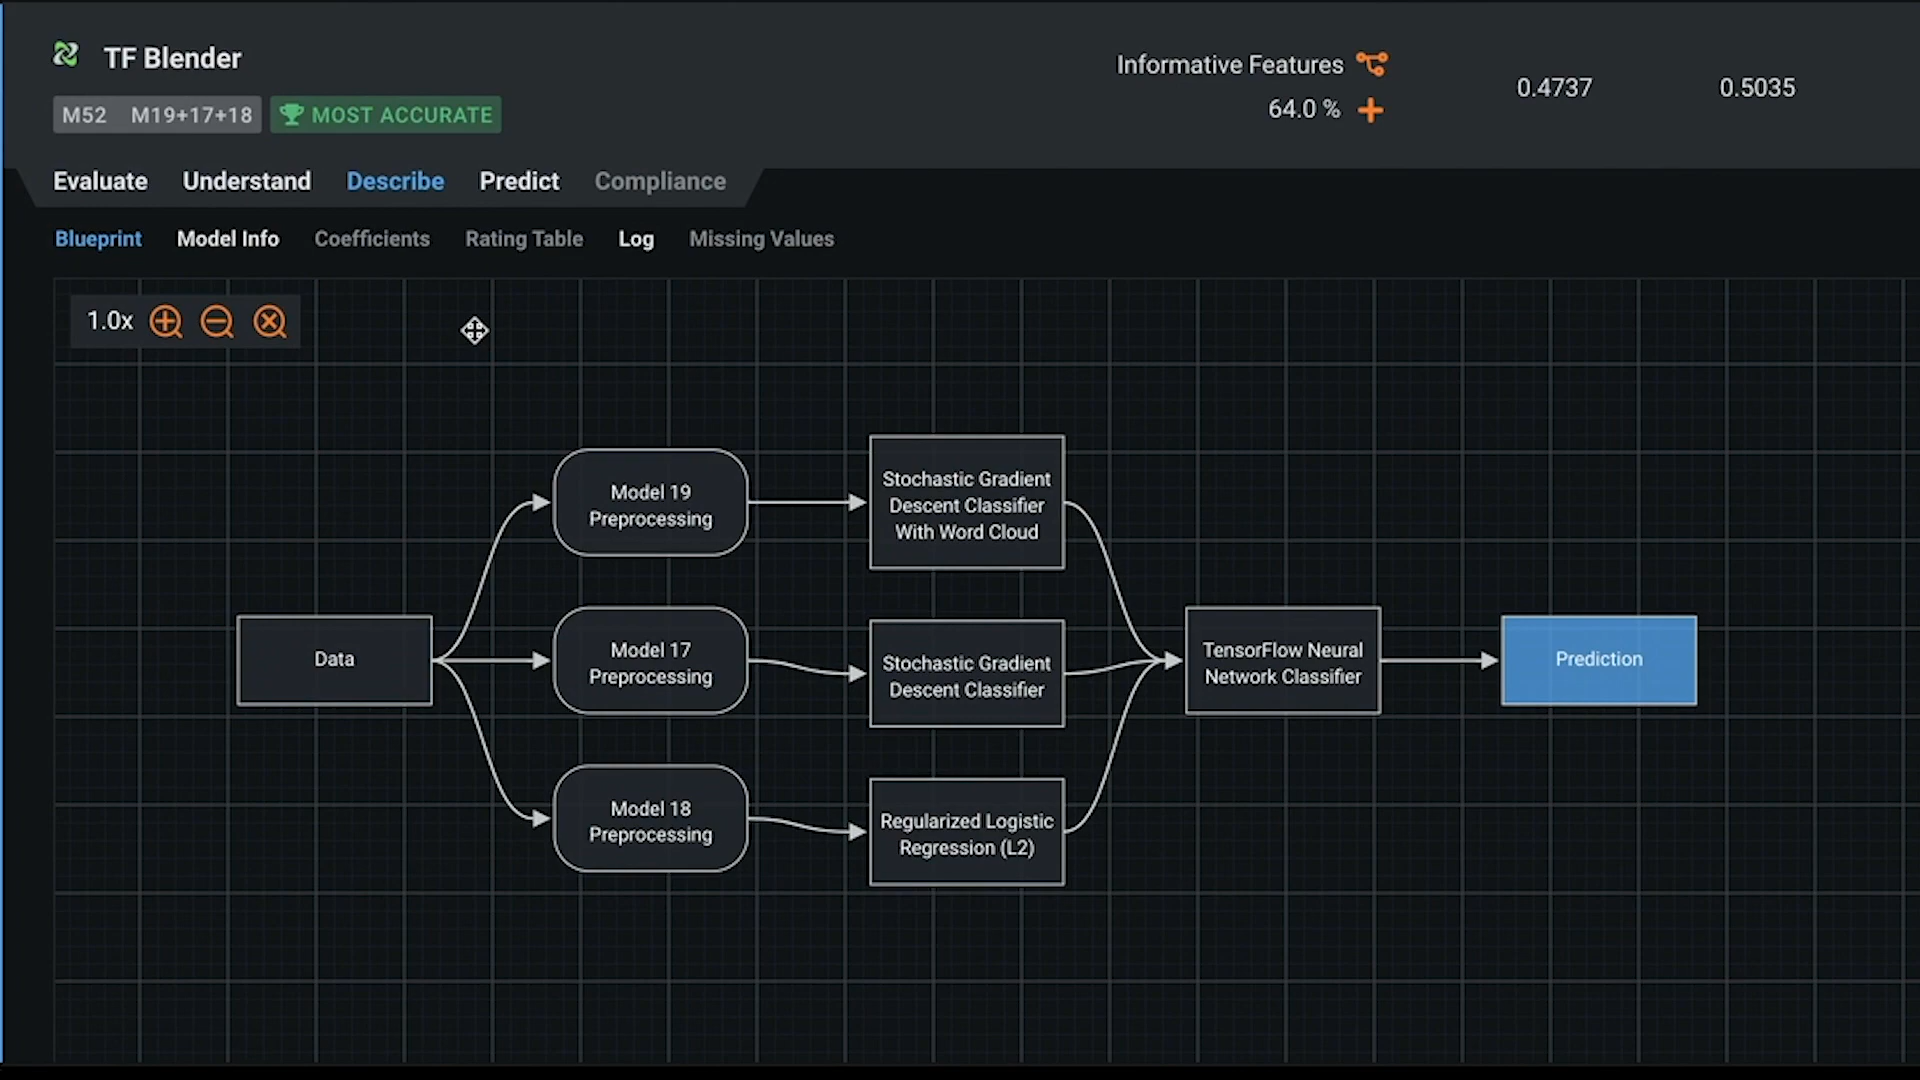 TF Blender
M52 M19+17+18 MOST ACCURATE
Informative Features
64.0 %
0.4737 0.5035
Evaluate Understand Describe Predict Compliance
Blueprint Model Info Coefficients Rating Table Log Missing Values
1.0x
Data
Model 19
Preprocessing
Stochastic Gradient
Descent Classifier
With Word Cloud
Model 17
Preprocessing
Stochastic Gradient
Descent Classifier
Model 18
Preprocessing
Regularized Logistic
Regression (L2)
TensorFlow Neural
Network Classifier
Prediction